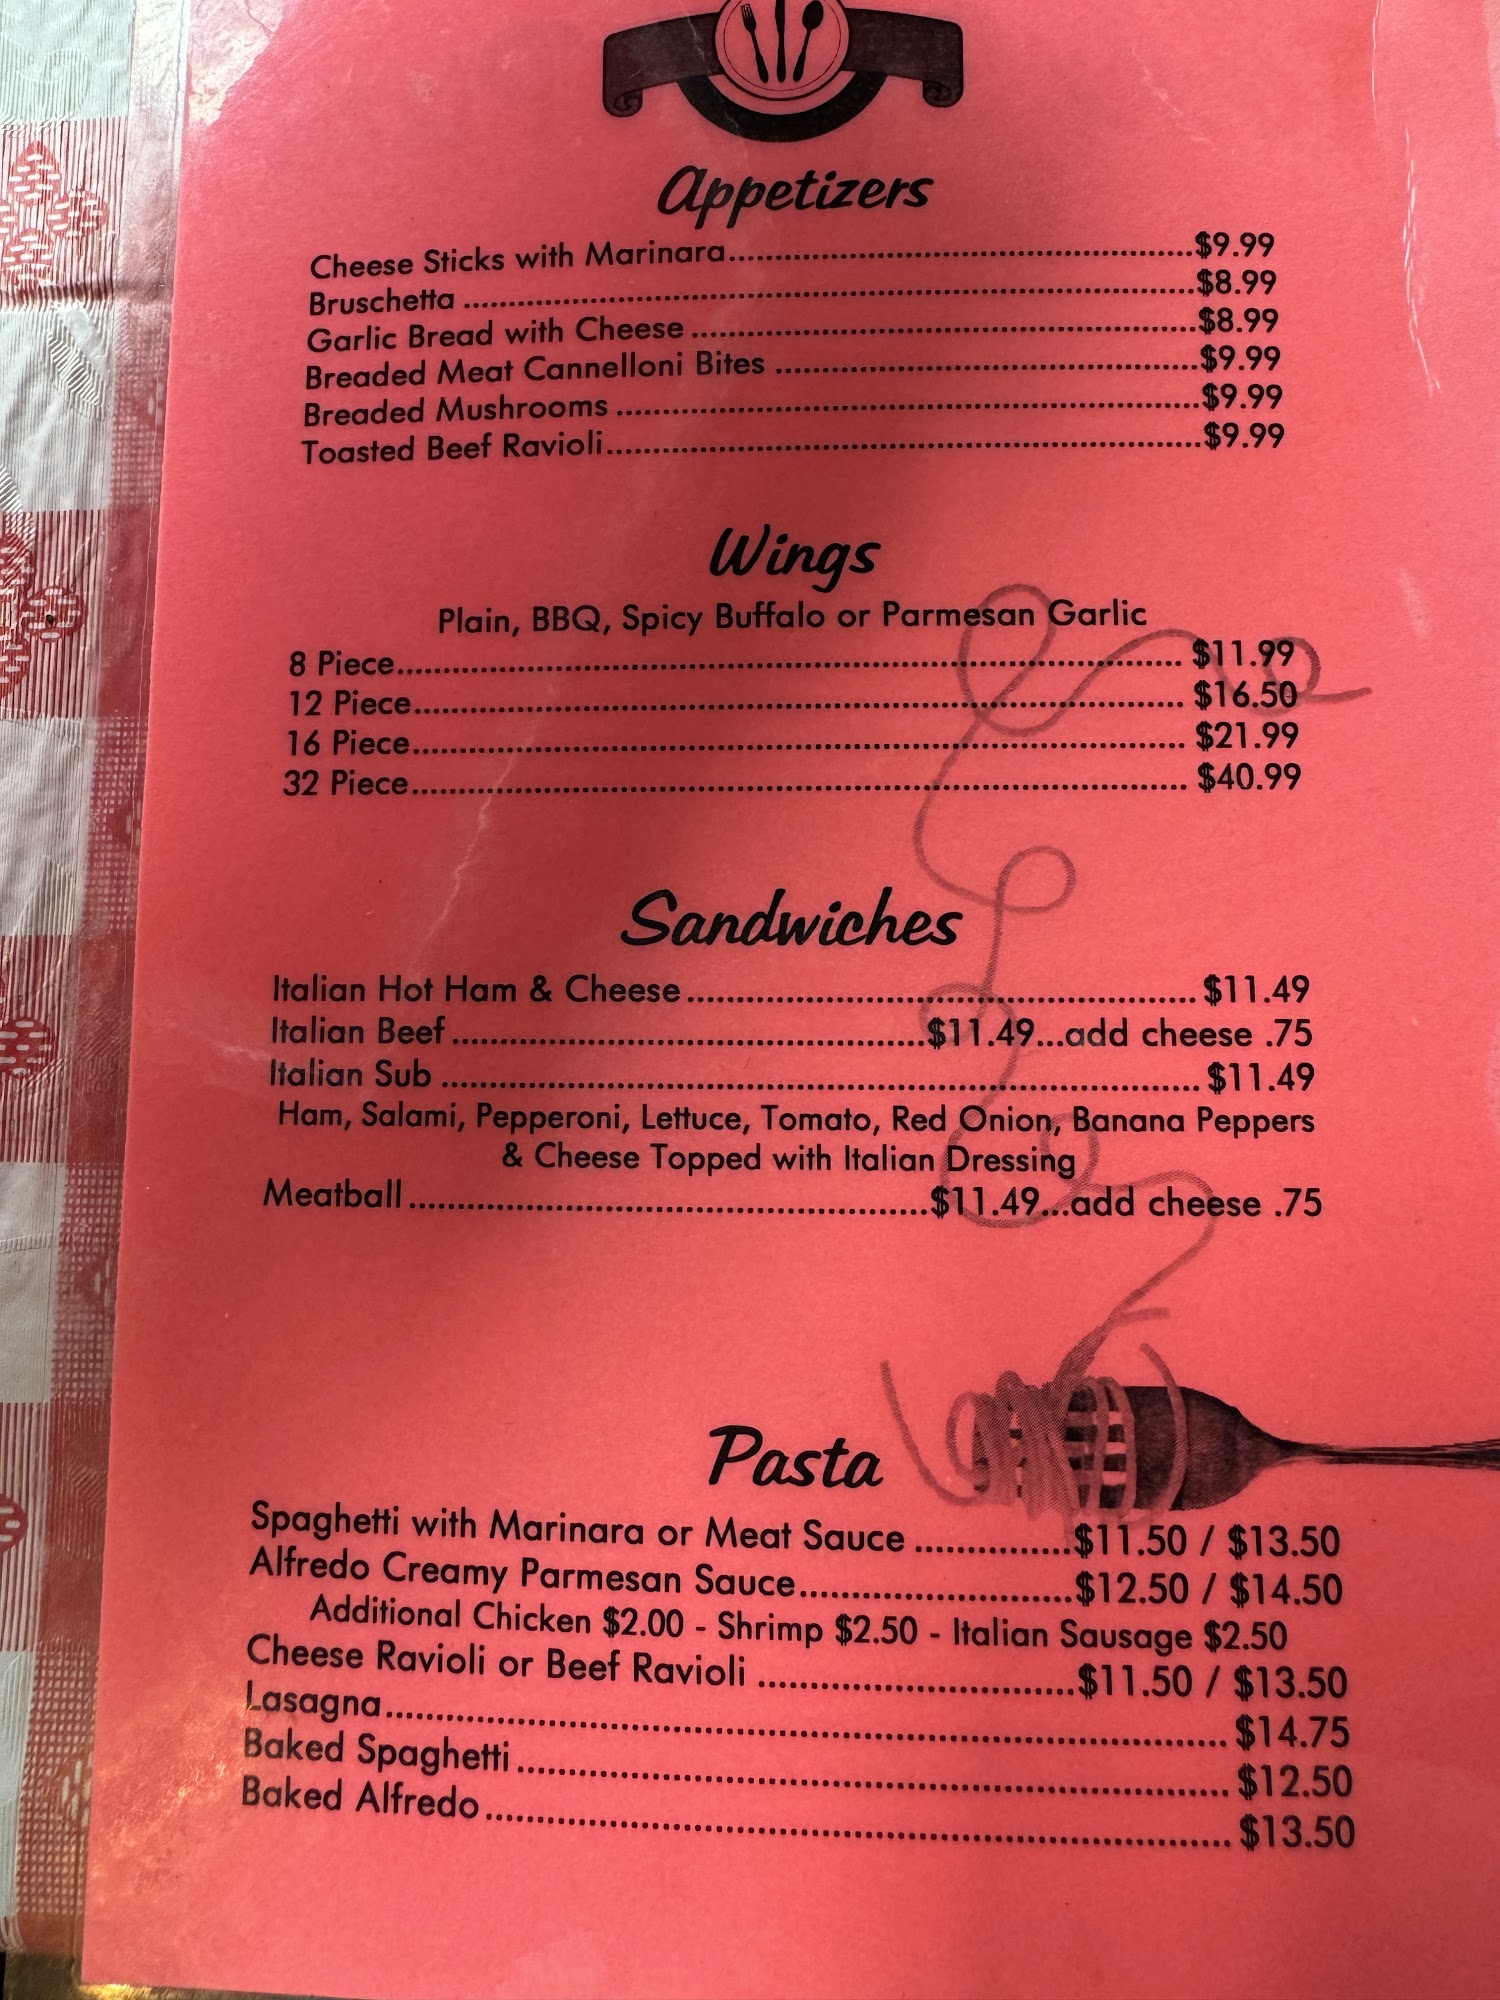 Appetizers
Cheese Sticks with Marinara..........$9.99
Bruschetta ..........$8.99
Garlic Bread with Cheese ..........$8.99
Breaded Meat Cannelloni Bites ..........$9.99
Breaded Mushrooms ..........$9.99
Toasted Beef Ravioli..........$9.99
Wings
Plain, BBQ, Spicy Buffalo or Parmesan Garlic
8 Piece.......... $11.99
12 Piece.......... $16.50
16 Piece.......... $21.99
32 Piece.......... $40.99
Sandwiches
Italian Hot Ham & Cheese.......... $11.49
Italian Beef..........$11.49...add cheese .75
Italian Sub .......... $11.49
Ham, Salami, Pepperoni, Lettuce, Tomato, Red Onion, Banana Peppers
& Cheese Topped with Italian Dressing
Meatball..........$11.49...add cheese .75
Pasta
Spaghetti with Marinara or Meat Sauce ..........$11.50 / $13.50
Alfredo Creamy Parmesan Sauce..........$12.50 / $14.50
Additional Chicken $2.00 - Shrimp $2.50 - Italian Sausage $2.50
Cheese Ravioli or Beef Ravioli ..........$11.50 / $13.50
Lasagna.......... $14.75
Baked Spaghetti.......... $12.50
Baked Alfredo.......... $13.50